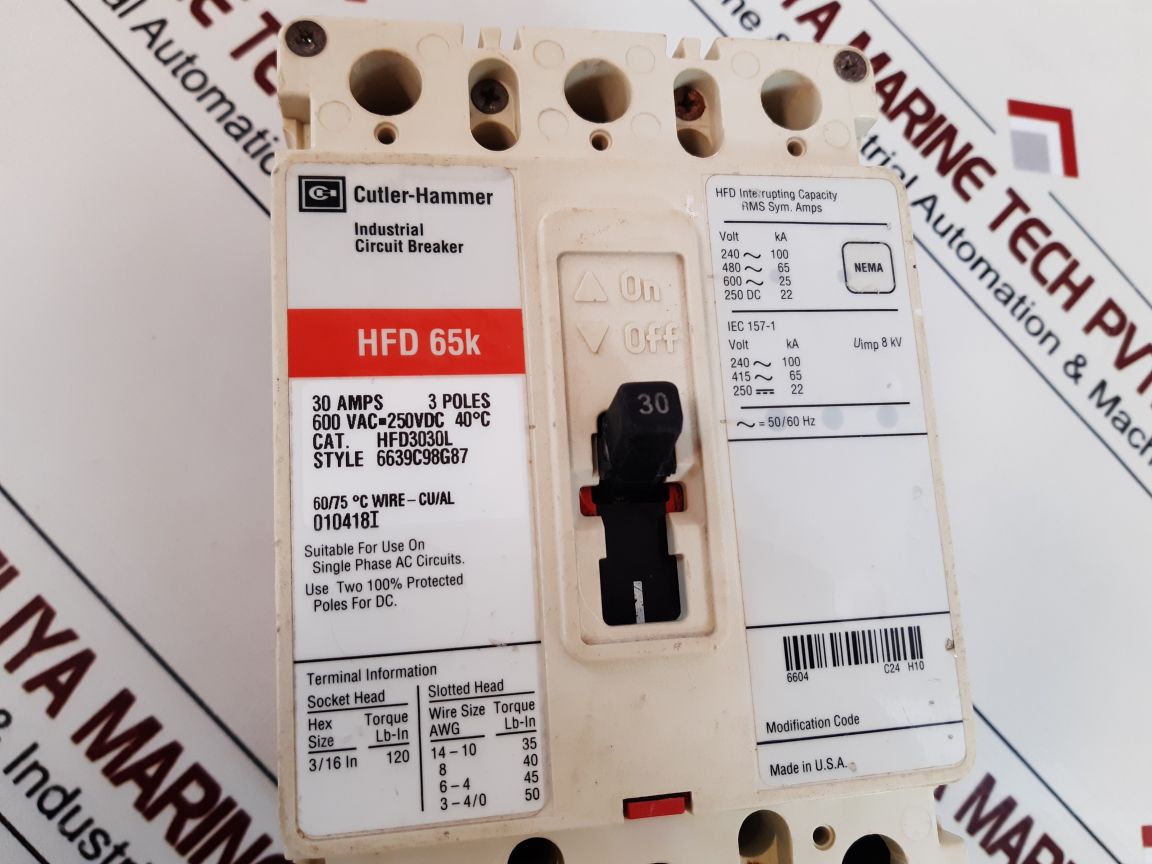 Cutler-Hammer
Industrial
Circuit Breaker
HFD 65k
30 AMPS 3 POLES
600 VAC=250VDC 40°C
CAT. HFD3030L
STYLE 6639C98G87
60/75 °C WIRE – CU/AL
010418I
Suitable For Use On
Single Phase AC Circuits.
Use Two 100% Protected
Poles For DC.
Terminal Information
Socket Head
Hex Torque
Size Lb-In
3/16 In 120
Slotted Head
Wire Size Torque
AWG Lb-In
14 – 10 35
8 40
6 – 4 45
3 – 4/0 50
On
Off
30
HFD Interrupting Capacity
RMS Sym. Amps
Volt kA
240 ~ 100
480 ~ 65
600 ~ 25
250 DC 22
NEMA
IEC 157-1
Volt kA Uimp 8 kV
240 ~ 100
415 ~ 65
250 ⎓ 22
~ = 50/60 Hz
6604 C24 H10
Modification Code
Made in U.S.A.
MARINE TECH PVT
Automation & Mach
MARINE
& Indust